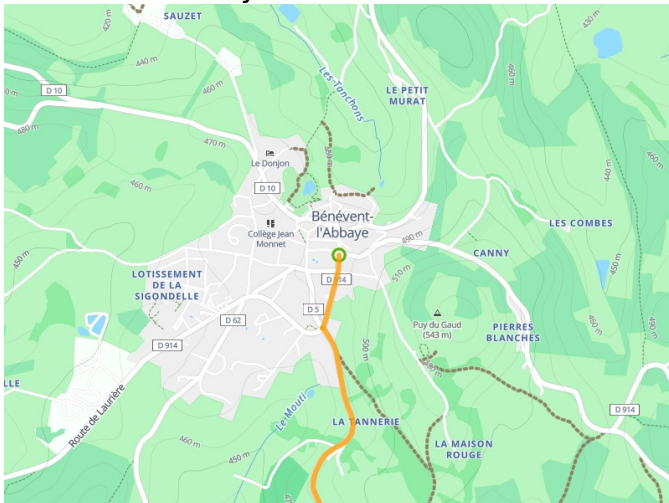 SAUZET
420 m
430 m
440 m
Les-Tanchons
460 m
D 10
460 m
LE PETIT
MURAT
480 m
470 m
440 m
Le Donjon
460 m
D 10
Bénévent-
l'Abbaye
Collège Jean
Monnet
490 m
LES COMBES
CANNY
450 m
LOTISSEMENT
DE LA
SIGONDELLE
D 914
510 m
D 5
D 62
Puy du Gaud
(543 m)
PIERRES
BLANCHES
460 m
D 914
500 m
Route de Laurière
Le Mouti
D 914
LA TANNERIE
LA MAISON
ROUGE
460 m
450 m
450 m